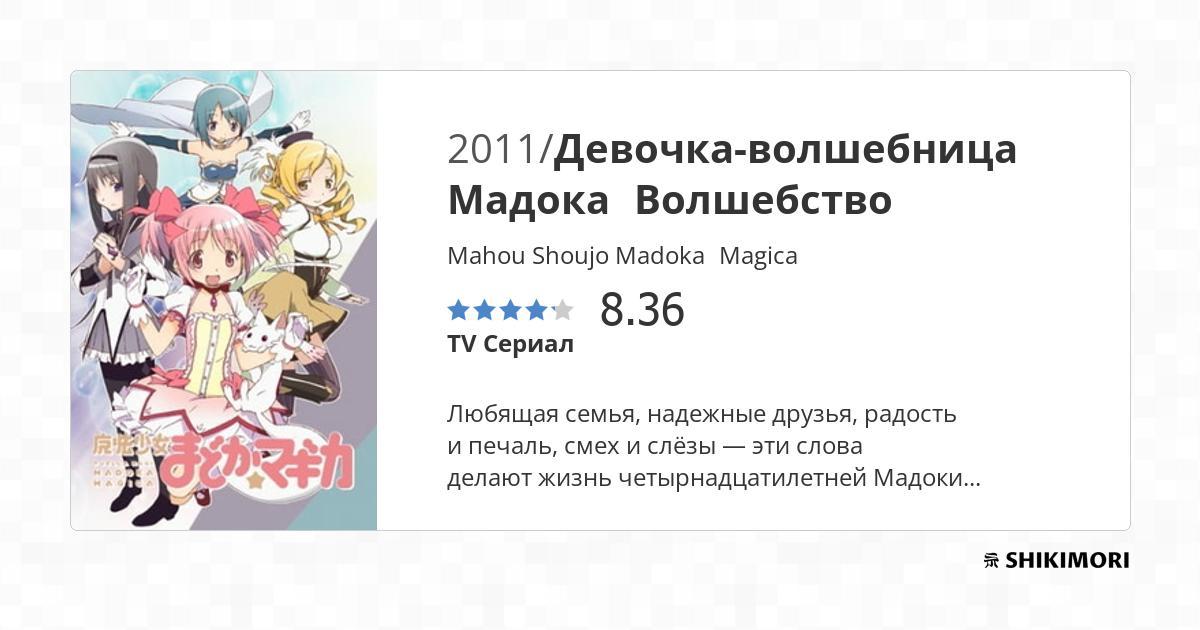 2011/Девочка-волшебница
Мадока Волшебство
Mahou Shoujo Madoka Magica
8.36
TV Сериал
Любящая семья, надежные друзья, радость
и печаль, смех и слёзы — эти слова
делают жизнь четырнадцатилетней Мадоки...
魔法少女
まどか☆マギカ
MADOKA
MAGICA
SHIKIMORI